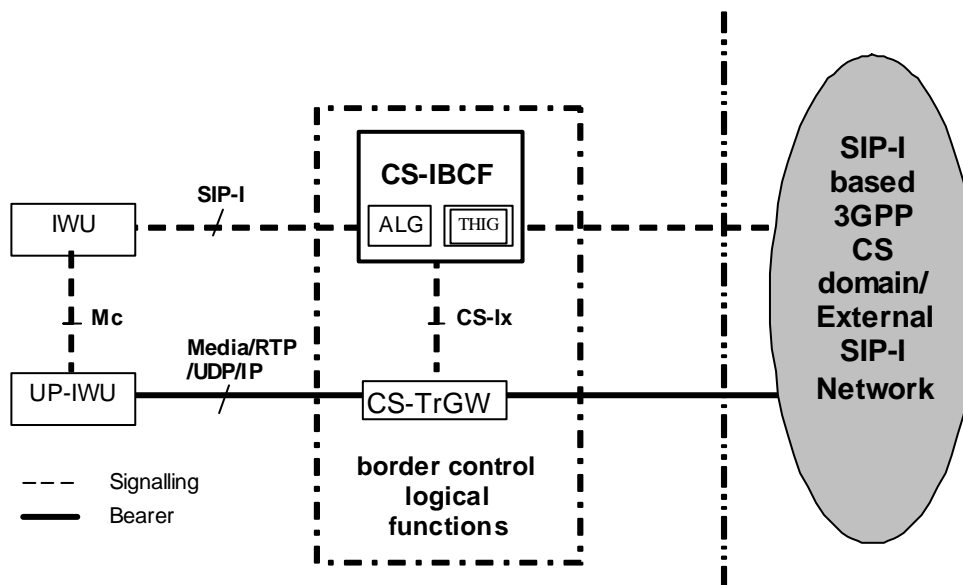 SIP-I
IWU
Mc
UP-IWU
Media/RTP
/UDP/IP
CS-IBCF
ALG
THIG
CS-Ix
CS-TrGW
border control
logical
functions
SIP-I
based
3GPP
CS
domain/
External
SIP-I
Network
Signalling
Bearer